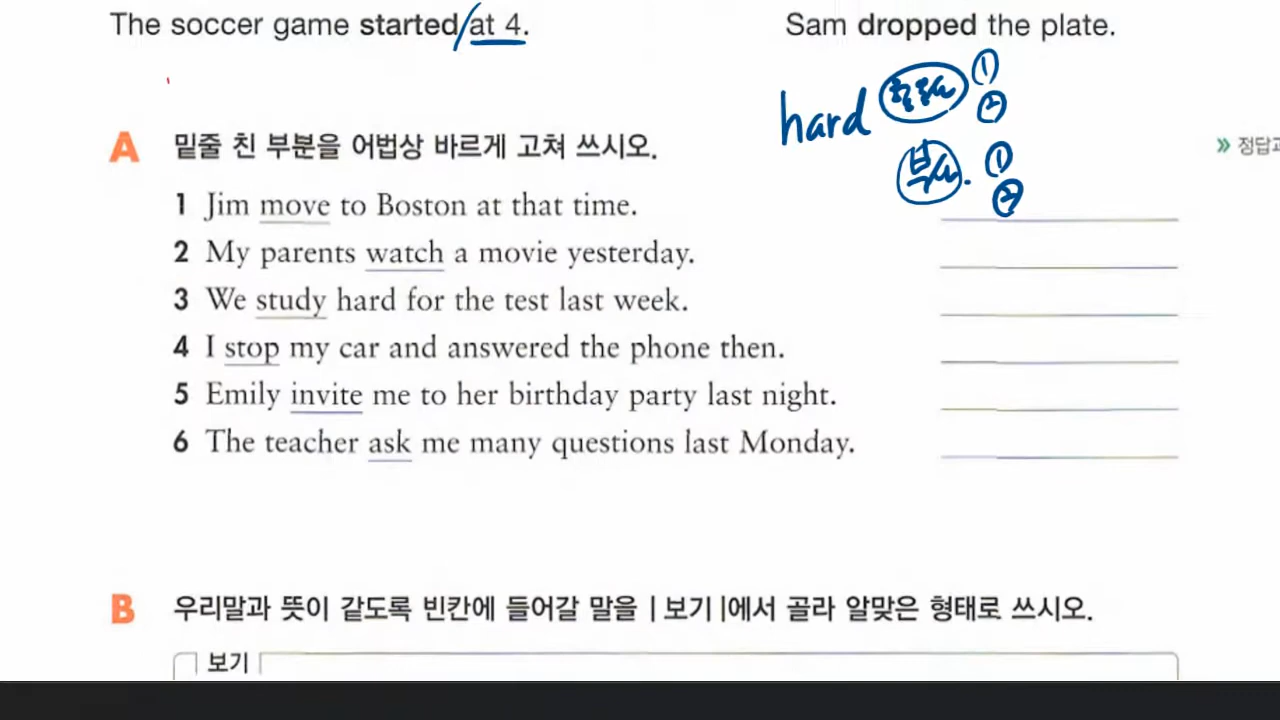 The soccer game started/at 4.
Sam dropped the plate.
hard 형용사 ①
②
부사. ①
②
A 밑줄 친 부분을 어법상 바르게 고쳐 쓰시오.
» 정답과
1 Jim move to Boston at that time.
2 My parents watch a movie yesterday.
3 We study hard for the test last week.
4 I stop my car and answered the phone then.
5 Emily invite me to her birthday party last night.
6 The teacher ask me many questions last Monday.
B 우리말과 뜻이 같도록 빈칸에 들어갈 말을 |보기|에서 골라 알맞은 형태로 쓰시오.
보기